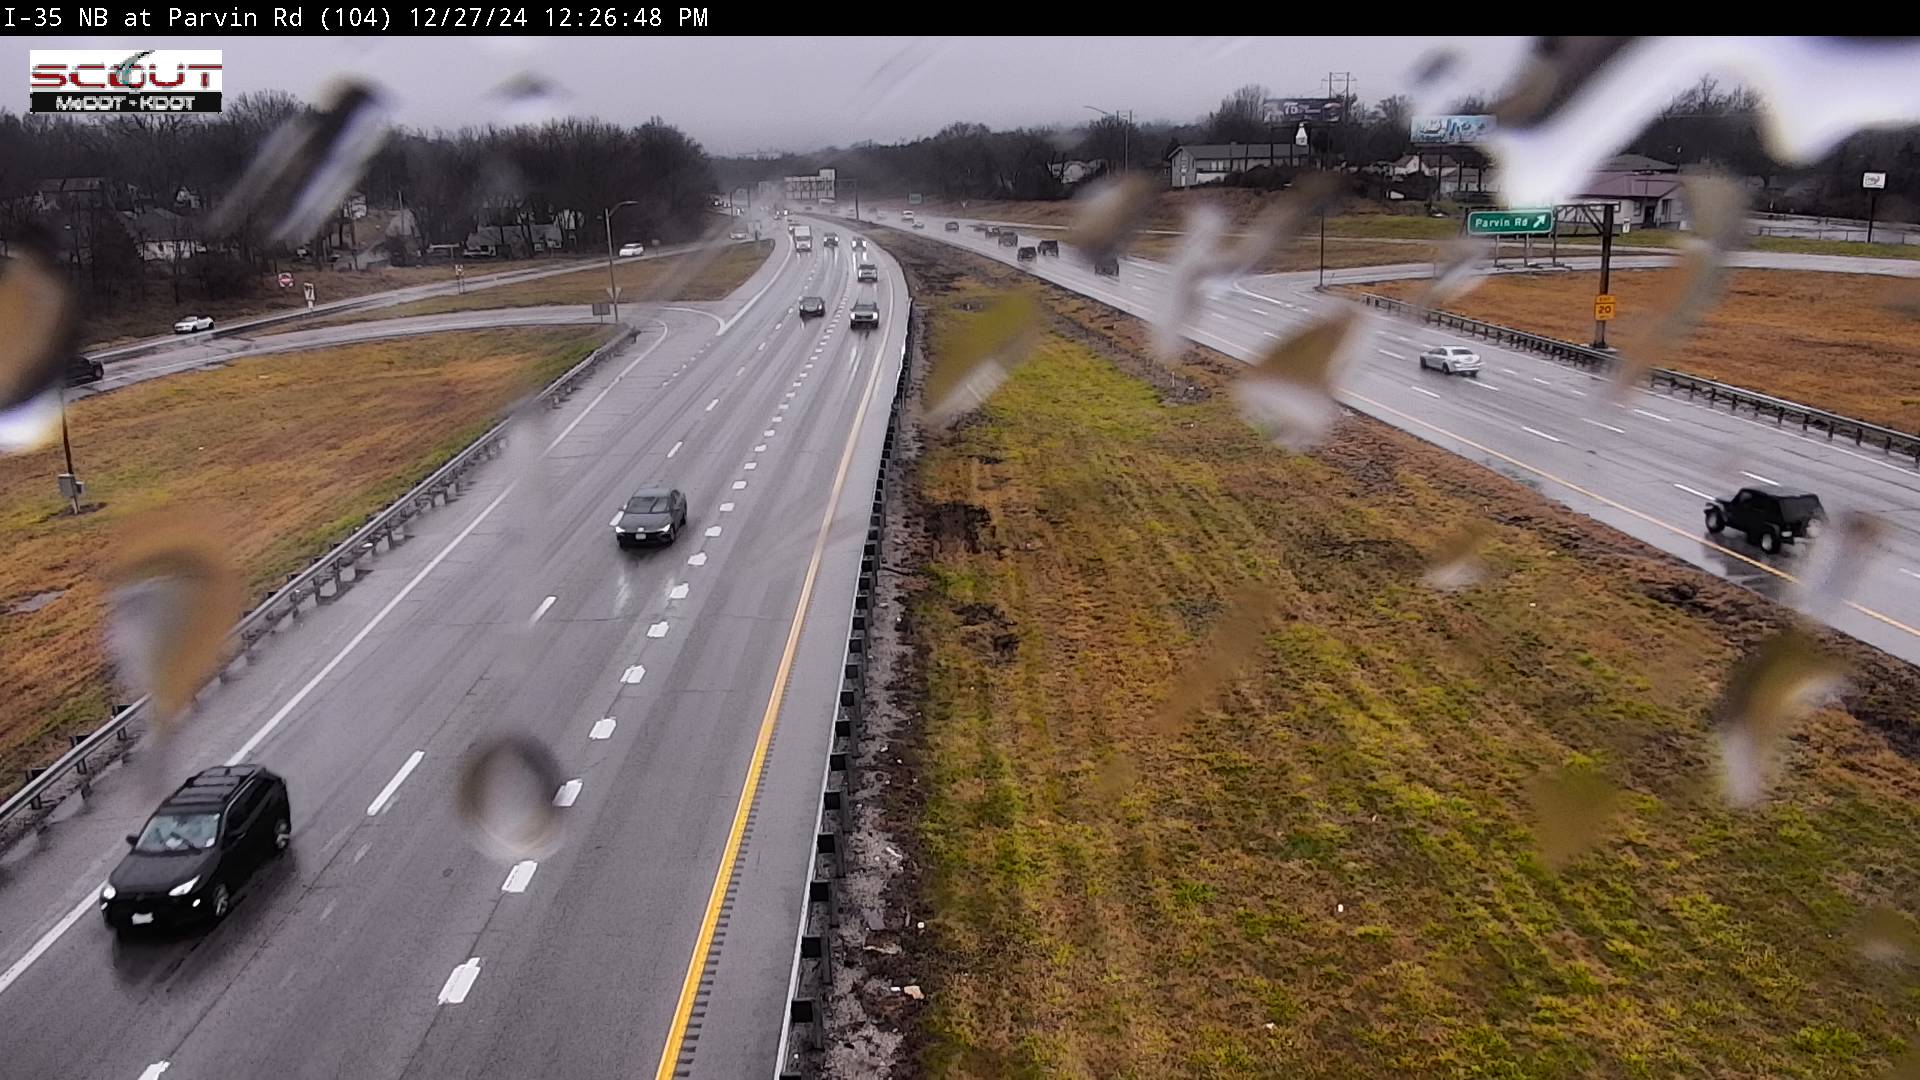 I-35 NB at Parvin Rd (104) 12/27/24 12:26:48 PM
SCOUT
MoDOT - KDOT
Parvin Rd
EXIT
20